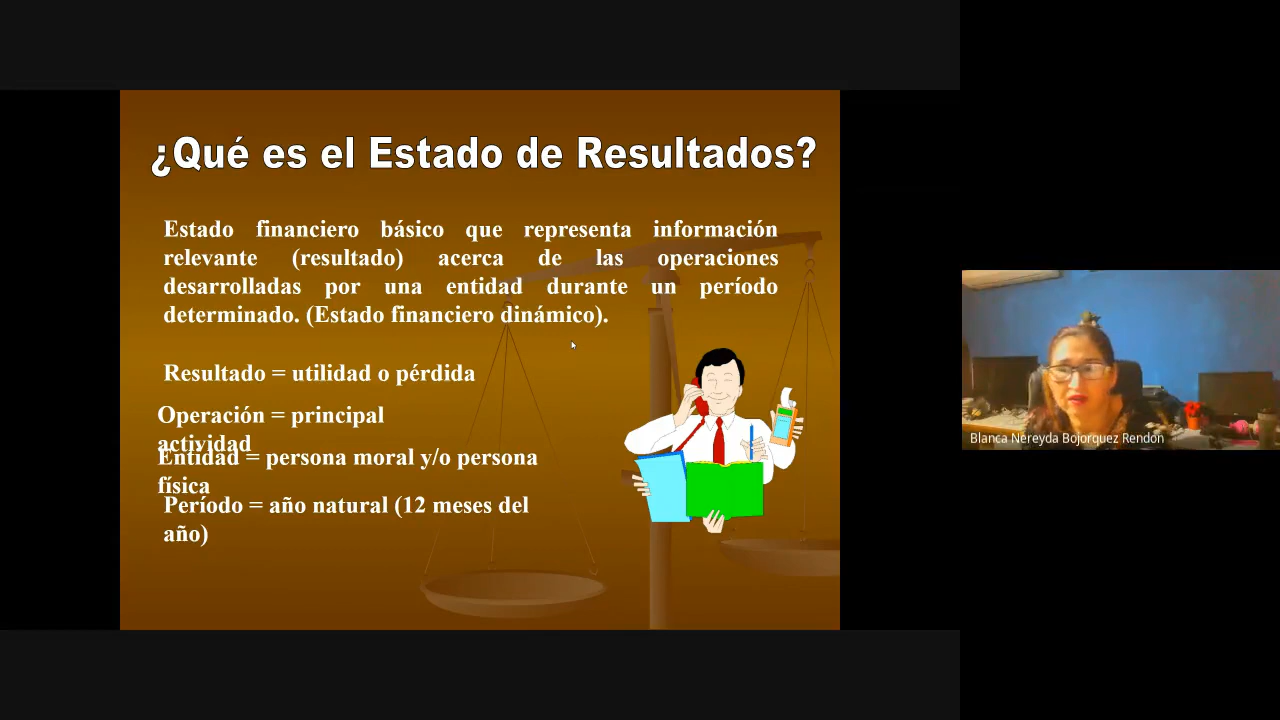 ¿Qué es el Estado de Resultados?
Estado financiero básico que representa información
relevante (resultado) acerca de las operaciones
desarrolladas por una entidad durante un período
determinado. (Estado financiero dinámico).
Resultado = utilidad o pérdida
Operación = principal
actividad
Entidad = persona moral y/o persona
física
Período = año natural (12 meses del
año)
Blanca Nereyda Bojorquez Rendon